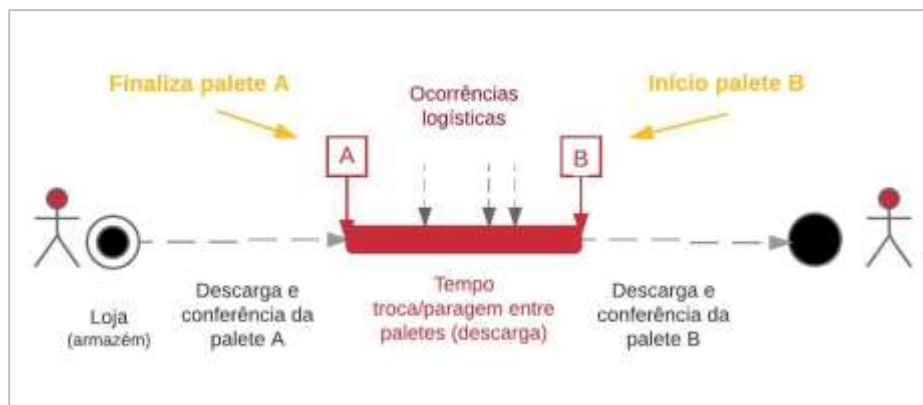 Finaliza palete A
Ocorrências
logísticas
Início palete B
A
B
Loja
(armazém)
Descarga e
conferência da
palete A
Tempo
troca/paragem entre
paletes (descarga)
Descarga e
conferência da
palete B